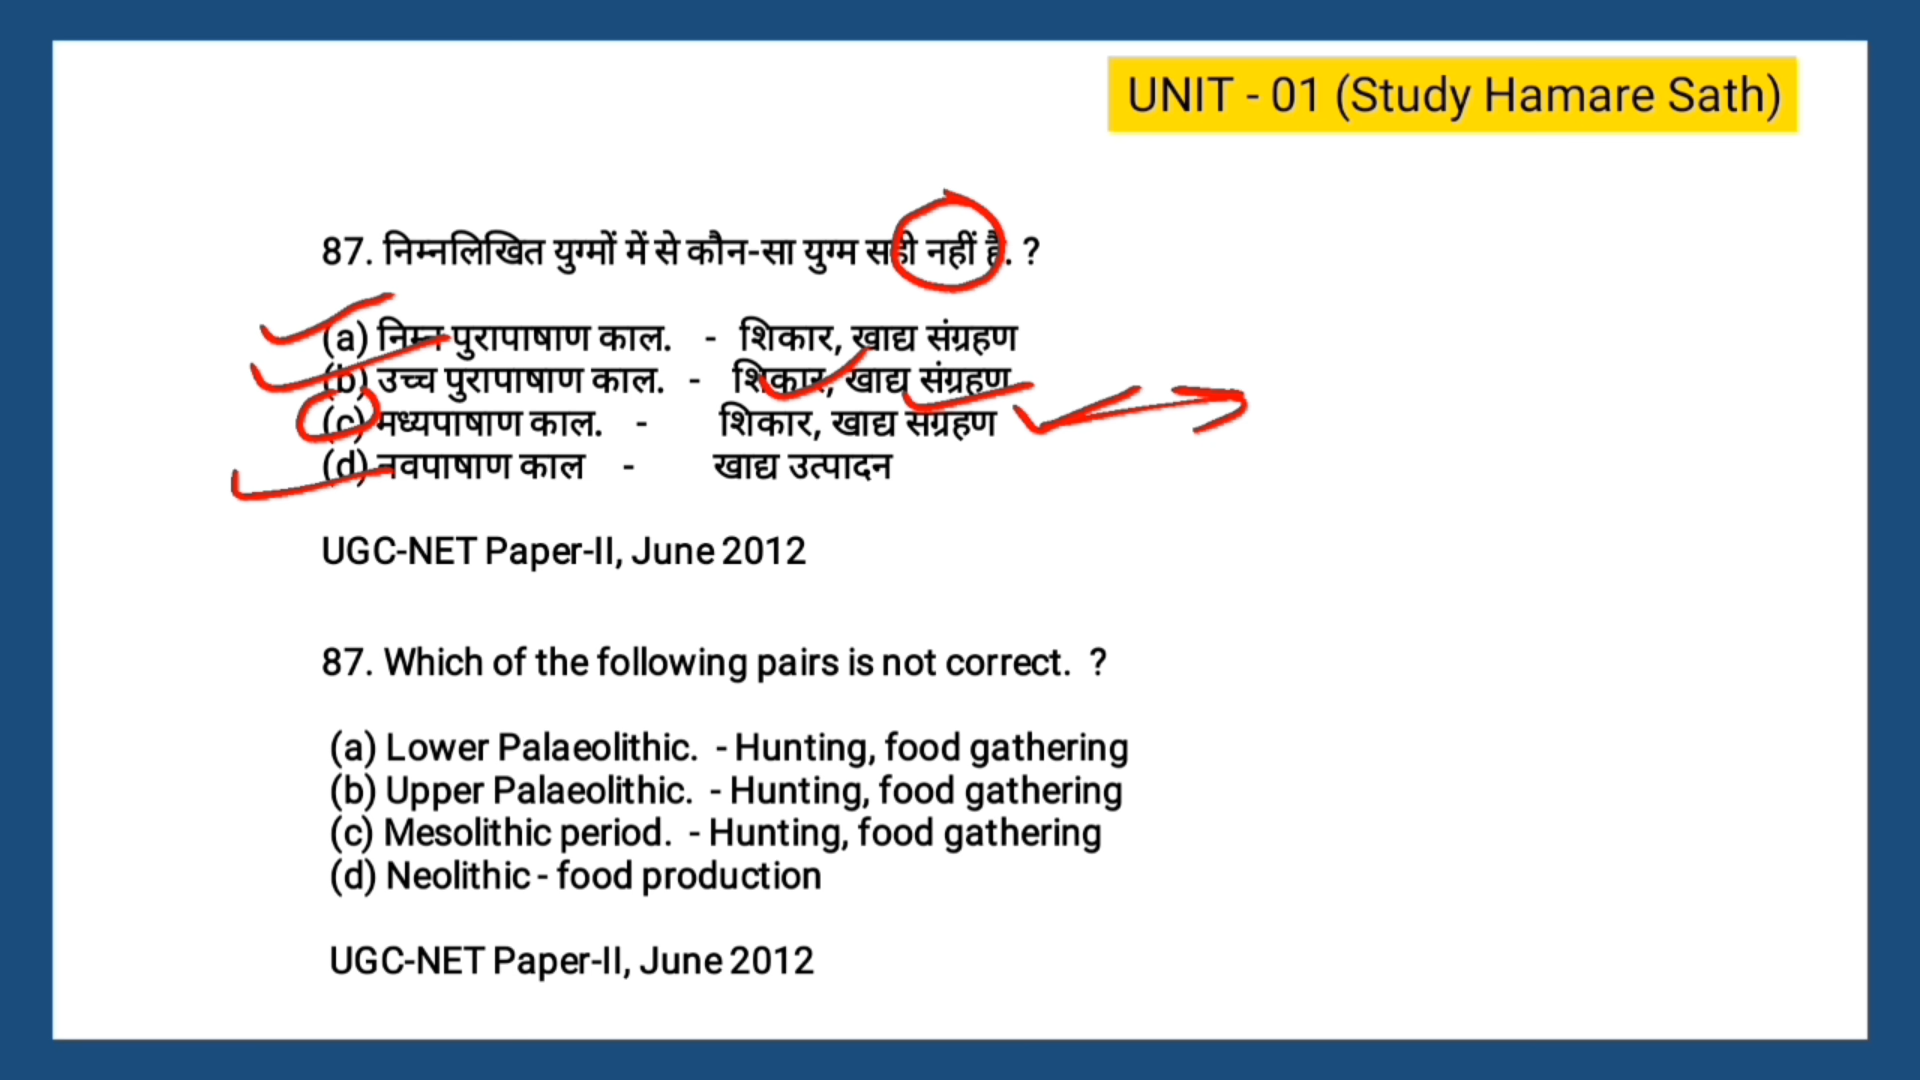 UNIT - 01 (Study Hamare Sath)
87. निम्नलिखित युग्मों में से कौन-सा युग्म सही नहीं है. ?
(a) निम्न पुरापाषाण काल. - शिकार, खाद्य संग्रहण
(b) उच्च पुरापाषाण काल. - शिकार, खाद्य संग्रहण
(c) मध्यपाषाण काल. - शिकार, खाद्य संग्रहण
(d) नवपाषाण काल - खाद्य उत्पादन
UGC-NET Paper-II, June 2012
87. Which of the following pairs is not correct. ?
(a) Lower Palaeolithic. - Hunting, food gathering
(b) Upper Palaeolithic. - Hunting, food gathering
(c) Mesolithic period. - Hunting, food gathering
(d) Neolithic - food production
UGC-NET Paper-II, June 2012